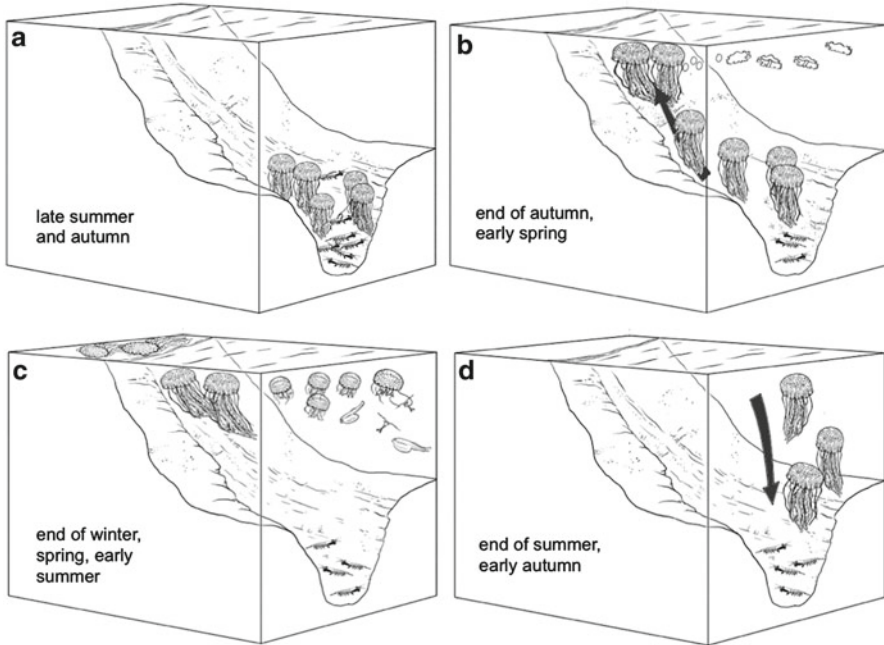 a
late summer
and autumn
b
end of autumn,
early spring
c
end of winter,
spring, early
summer
d
end of summer,
early autumn